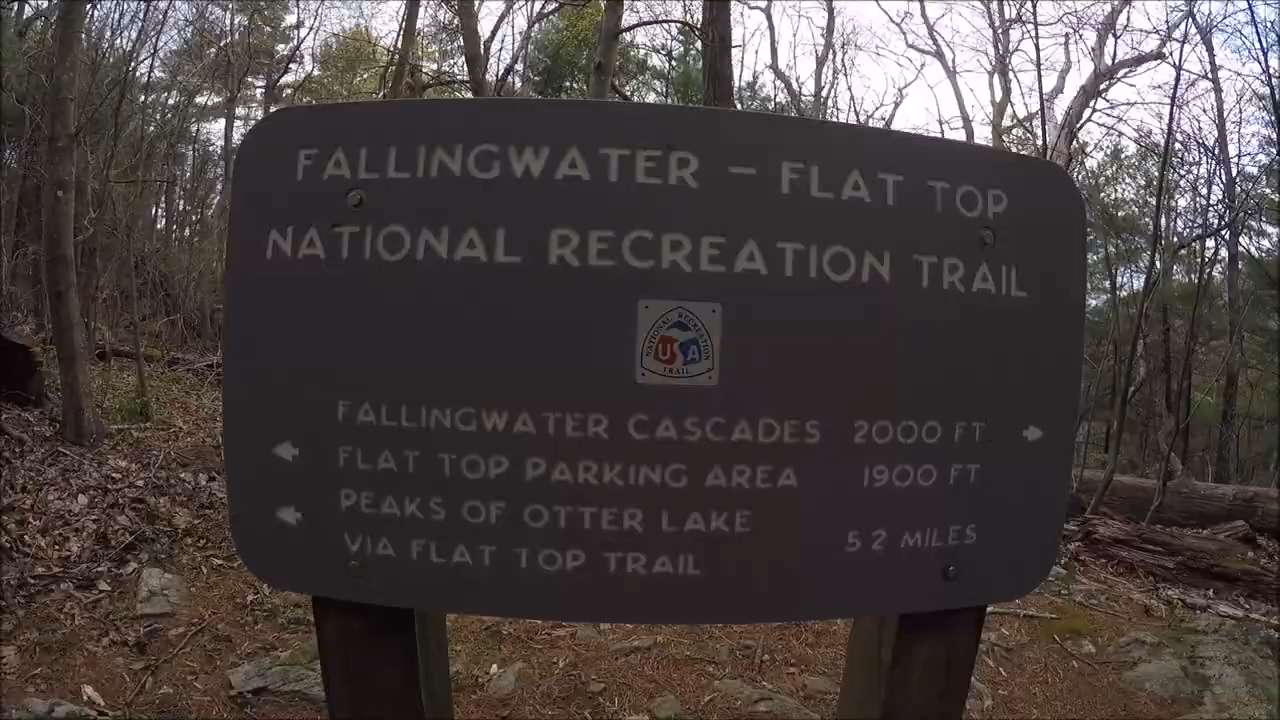 FALLINGWATER - FLAT TOP
NATIONAL RECREATION TRAIL
NATIONAL RECREATION
USA
TRAIL
FALLINGWATER CASCADES 2000 FT
FLAT TOP PARKING AREA 1900 FT
PEAKS OF OTTER LAKE
VIA FLAT TOP TRAIL 5 2 MILES